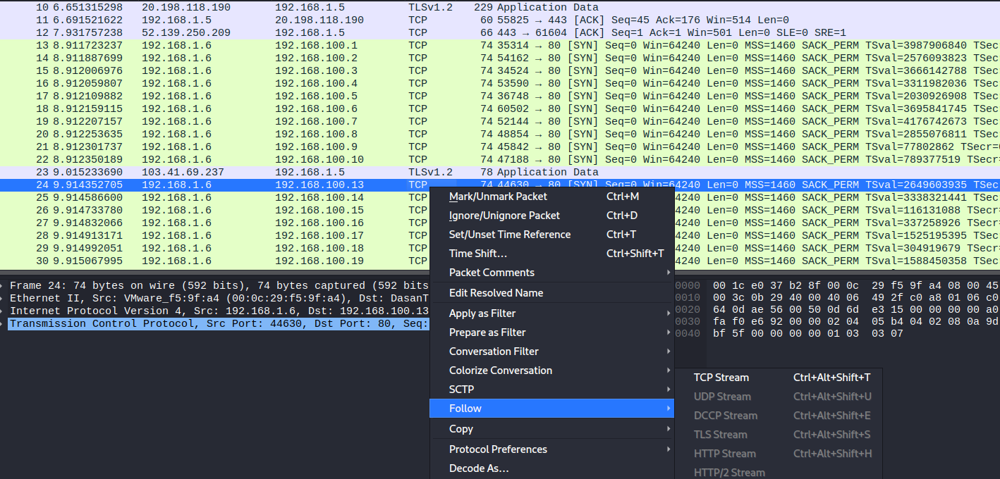 10 6.651315298 20.198.118.190 192.168.1.5 TLSv1.2 229 Application Data
11 6.691521622 192.168.1.5 20.198.118.190 TCP 60 55825 → 443 [ACK] Seq=45 Ack=176 Win=514 Len=0
12 7.931757238 52.139.250.209 192.168.1.5 TCP 66 443 → 61604 [ACK] Seq=1 Ack=1 Win=501 Len=0 SLE=0 SRE=1
13 8.911723237 192.168.1.6 192.168.100.1 TCP 74 35314 → 80 [SYN] Seq=0 Win=64240 Len=0 MSS=1460 SACK_PERM TSval=3987906840 TSecr
14 8.911887699 192.168.1.6 192.168.100.2 TCP 74 54162 → 80 [SYN] Seq=0 Win=64240 Len=0 MSS=1460 SACK_PERM TSval=2576093823 TSecr
15 8.912006976 192.168.1.6 192.168.100.3 TCP 74 34524 → 80 [SYN] Seq=0 Win=64240 Len=0 MSS=1460 SACK_PERM TSval=3666142788 TSecr
16 8.912059807 192.168.1.6 192.168.100.4 TCP 74 53590 → 80 [SYN] Seq=0 Win=64240 Len=0 MSS=1460 SACK_PERM TSval=3311982036 TSecr
17 8.912109882 192.168.1.6 192.168.100.5 TCP 74 36748 → 80 [SYN] Seq=0 Win=64240 Len=0 MSS=1460 SACK_PERM TSval=2030926908 TSecr
18 8.912159115 192.168.1.6 192.168.100.6 TCP 74 60502 → 80 [SYN] Seq=0 Win=64240 Len=0 MSS=1460 SACK_PERM TSval=3695841745 TSecr
19 8.912207157 192.168.1.6 192.168.100.7 TCP 74 52144 → 80 [SYN] Seq=0 Win=64240 Len=0 MSS=1460 SACK_PERM TSval=4176742673 TSecr
20 8.912253635 192.168.1.6 192.168.100.8 TCP 74 48854 → 80 [SYN] Seq=0 Win=64240 Len=0 MSS=1460 SACK_PERM TSval=2855076811 TSecr
21 8.912301737 192.168.1.6 192.168.100.9 TCP 74 45842 → 80 [SYN] Seq=0 Win=64240 Len=0 MSS=1460 SACK_PERM TSval=77802862 TSecr=
22 8.912350189 192.168.1.6 192.168.100.10 TCP 74 47188 → 80 [SYN] Seq=0 Win=64240 Len=0 MSS=1460 SACK_PERM TSval=789377519 TSecr=
23 9.015233690 103.41.69.237 192.168.1.5 TLSv1.2 78 Application Data
24 9.914352705 192.168.1.6 192.168.100.13 TCP 74 44630 → 80 [SYN] Seq=0 Win=64240 Len=0 MSS=1460 SACK_PERM TSval=2649603935 TSecr
25 9.914586600 192.168.1.6 192.168.100.14 TCP 4240 Len=0 MSS=1460 SACK_PERM TSval=3338321441 TSecr
26 9.914733780 192.168.1.6 192.168.100.15 TCP 4240 Len=0 MSS=1460 SACK_PERM TSval=116131088 TSecr=
27 9.914832066 192.168.1.6 192.168.100.16 TCP 4240 Len=0 MSS=1460 SACK_PERM TSval=337258926 TSecr=
28 9.914913171 192.168.1.6 192.168.100.17 TCP 4240 Len=0 MSS=1460 SACK_PERM TSval=1525195395 TSecr
29 9.914992051 192.168.1.6 192.168.100.18 TCP 4240 Len=0 MSS=1460 SACK_PERM TSval=304919679 TSecr=
30 9.915067995 192.168.1.6 192.168.100.19 TCP 4240 Len=0 MSS=1460 SACK_PERM TSval=1588450358 TSecr
Mark/Unmark Packet Ctrl+M
Ignore/Unignore Packet Ctrl+D
Set/Unset Time Reference Ctrl+T
Time Shift... Ctrl+Shift+T
Packet Comments
Edit Resolved Name
Apply as Filter
Prepare as Filter
Conversation Filter
Colorize Conversation
SCTP
Follow
Copy
Protocol Preferences
Decode As...
TCP Stream Ctrl+Alt+Shift+T
UDP Stream Ctrl+Alt+Shift+U
DCCP Stream Ctrl+Alt+Shift+E
TLS Stream Ctrl+Alt+Shift+S
HTTP Stream Ctrl+Alt+Shift+H
HTTP/2 Stream
Frame 24: 74 bytes on wire (592 bits), 74 bytes captured (592 bits
Ethernet II, Src: VMware_f5:9f:a4 (00:0c:29:f5:9f:a4), Dst: DasanT
Internet Protocol Version 4, Src: 192.168.1.6, Dst: 192.168.100.13
Transmission Control Protocol, Src Port: 44630, Dst Port: 80, Seq:
0000 00 1c e0 37 b2 8f 00 0c 29 f5 9f a4 08 00 45
0010 00 3c 0b 29 40 00 40 06 49 2f c0 a8 01 06 c0
0020 64 0d ae 56 00 50 0d 6d e3 15 00 00 00 00 a0
0030 fa f0 e6 92 00 00 02 04 05 b4 04 02 08 0a 9d
0040 bf 5f 00 00 00 00 01 03 03 07